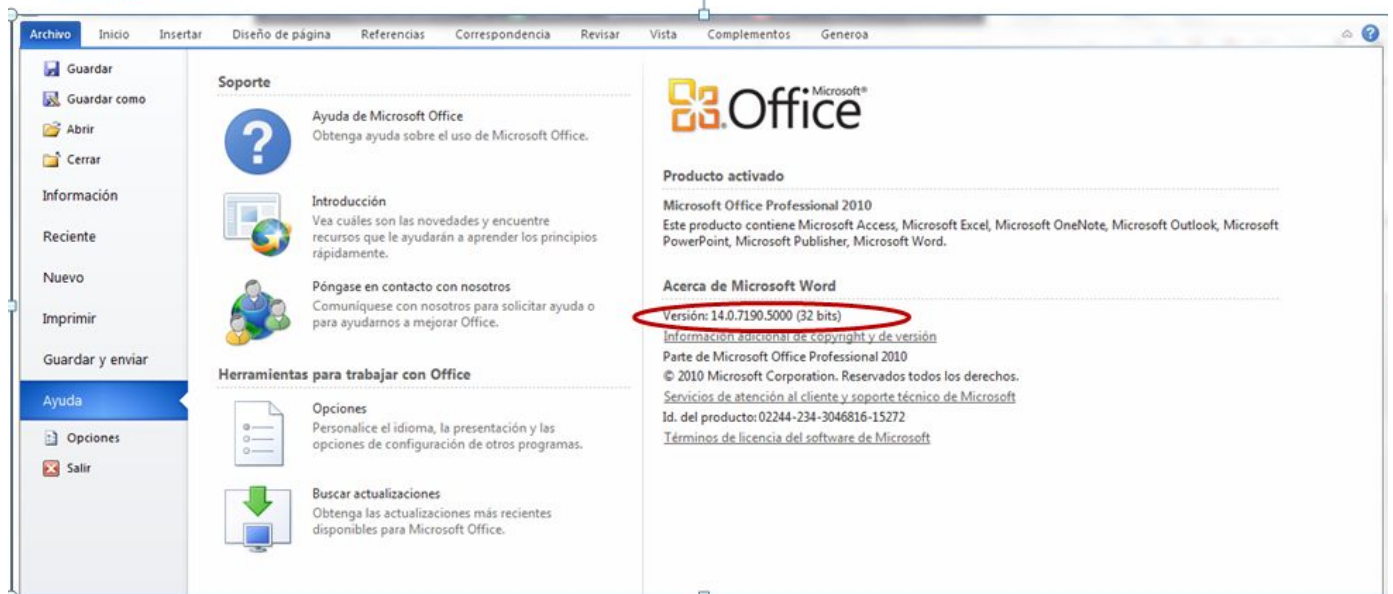 Archivo Inicio Insertar Diseño de página Referencias Correspondencia Revisar Vista Complementos Generoa
Guardar
Guardar como
Abrir
Cerrar
Información
Reciente
Nuevo
Imprimir
Guardar y enviar
Ayuda
Opciones
Salir
Soporte
Ayuda de Microsoft Office
Obtenga ayuda sobre el uso de Microsoft Office.
Introducción
Vea cuáles son las novedades y encuentre
recursos que le ayudarán a aprender los principios
rápidamente.
Póngase en contacto con nosotros
Comuníquese con nosotros para solicitar ayuda o
para ayudarnos a mejorar Office.
Herramientas para trabajar con Office
Opciones
Personalice el idioma, la presentación y las
opciones de configuración de otros programas.
Buscar actualizaciones
Obtenga las actualizaciones más recientes
disponibles para Microsoft Office.
Microsoft®
Office
Producto activado
Microsoft Office Professional 2010
Este producto contiene Microsoft Access, Microsoft Excel, Microsoft OneNote, Microsoft Outlook, Microsoft
PowerPoint, Microsoft Publisher, Microsoft Word.
Acerca de Microsoft Word
Versión: 14.0.7190.5000 (32 bits)
Información adicional de copyright y de versión
Parte de Microsoft Office Professional 2010
© 2010 Microsoft Corporation. Reservados todos los derechos.
Servicios de atención al cliente y soporte técnico de Microsoft
Id. del producto: 02244-234-3046816-15272
Términos de licencia del software de Microsoft